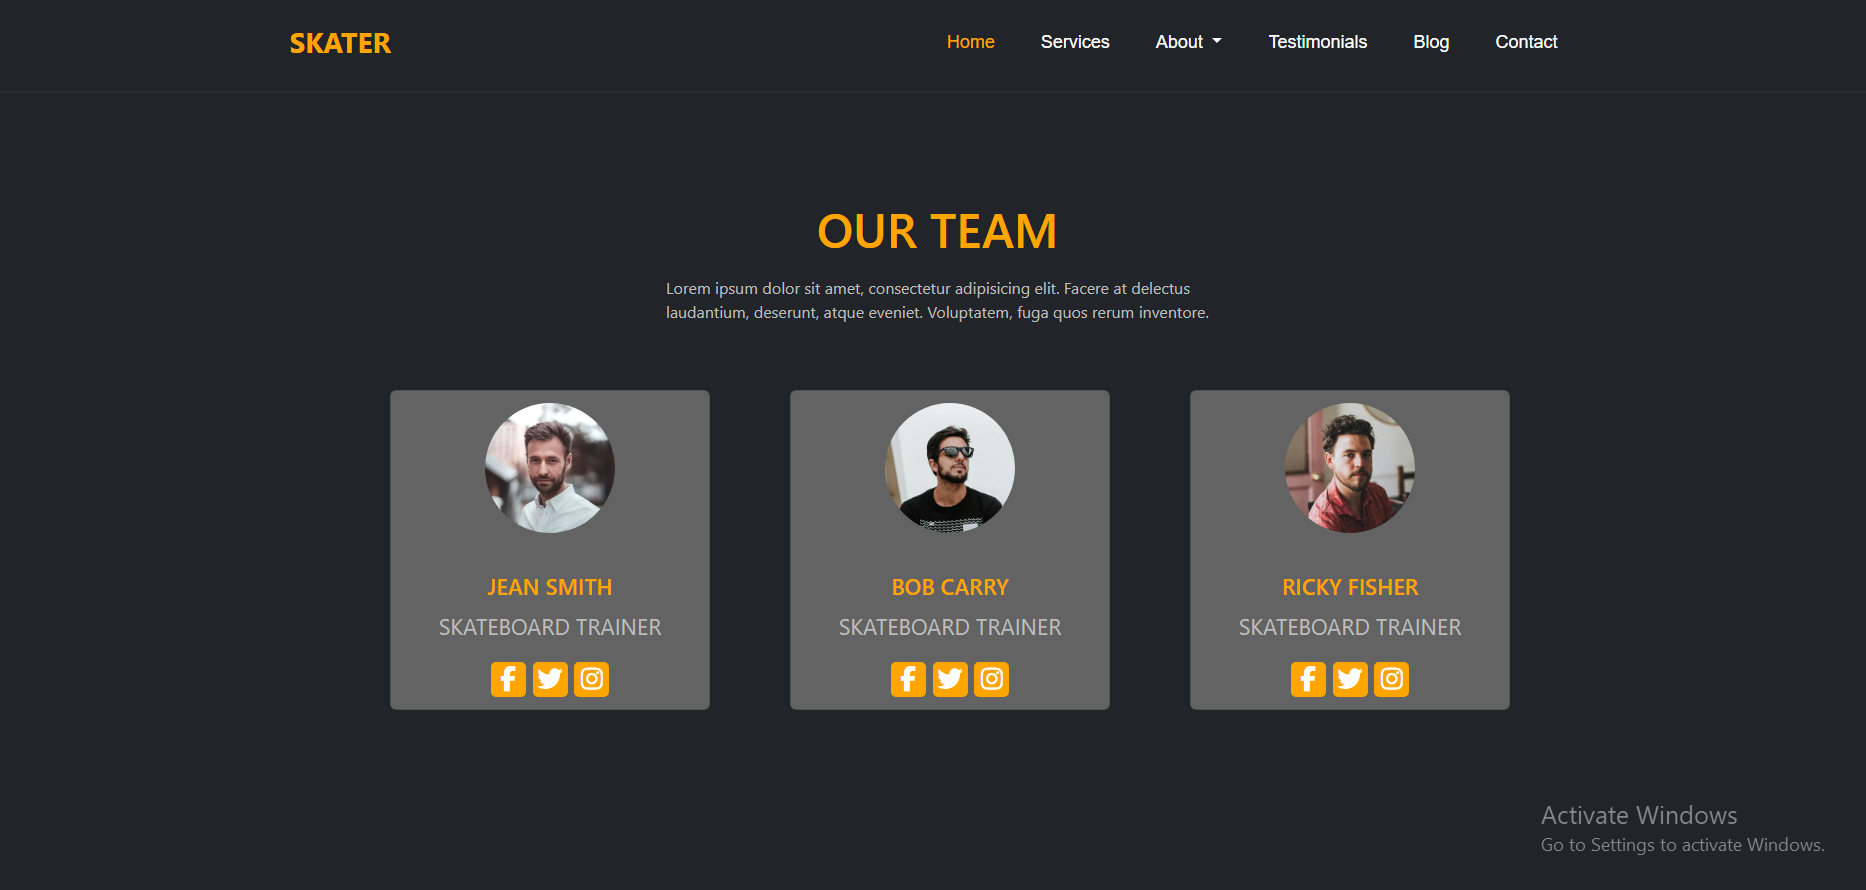 SKATER
Home Services About Testimonials Blog Contact
OUR TEAM
Lorem ipsum dolor sit amet, consectetur adipisicing elit. Facere at delectus
laudantium, deserunt, atque eveniet. Voluptatem, fuga quos rerum inventore.
JEAN SMITH
SKATEBOARD TRAINER
BOB CARRY
SKATEBOARD TRAINER
RICKY FISHER
SKATEBOARD TRAINER
Activate Windows
Go to Settings to activate Windows.